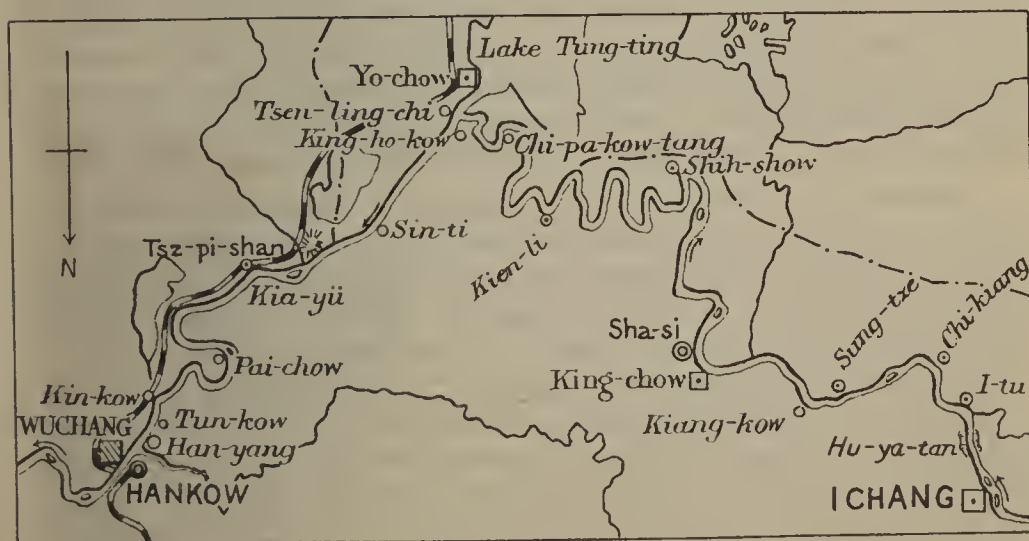 Lake Tung-ting
Yo-chow
Tsen-ling-chi
King-ho-kow
Chi-pa-kow-tang
Shih-show
Sin-ti
Kien-li
Tsz-pi-shan
Kia-yü
N
Sung-tze
Chi-kiang
Sha-si
Pai-chow
King-chow
I-tu
Kin-kow
Kiang-kow
WUCHANG
Tun-kow
Han-yang
Hu-ya-tan
HANKOW
ICHANG